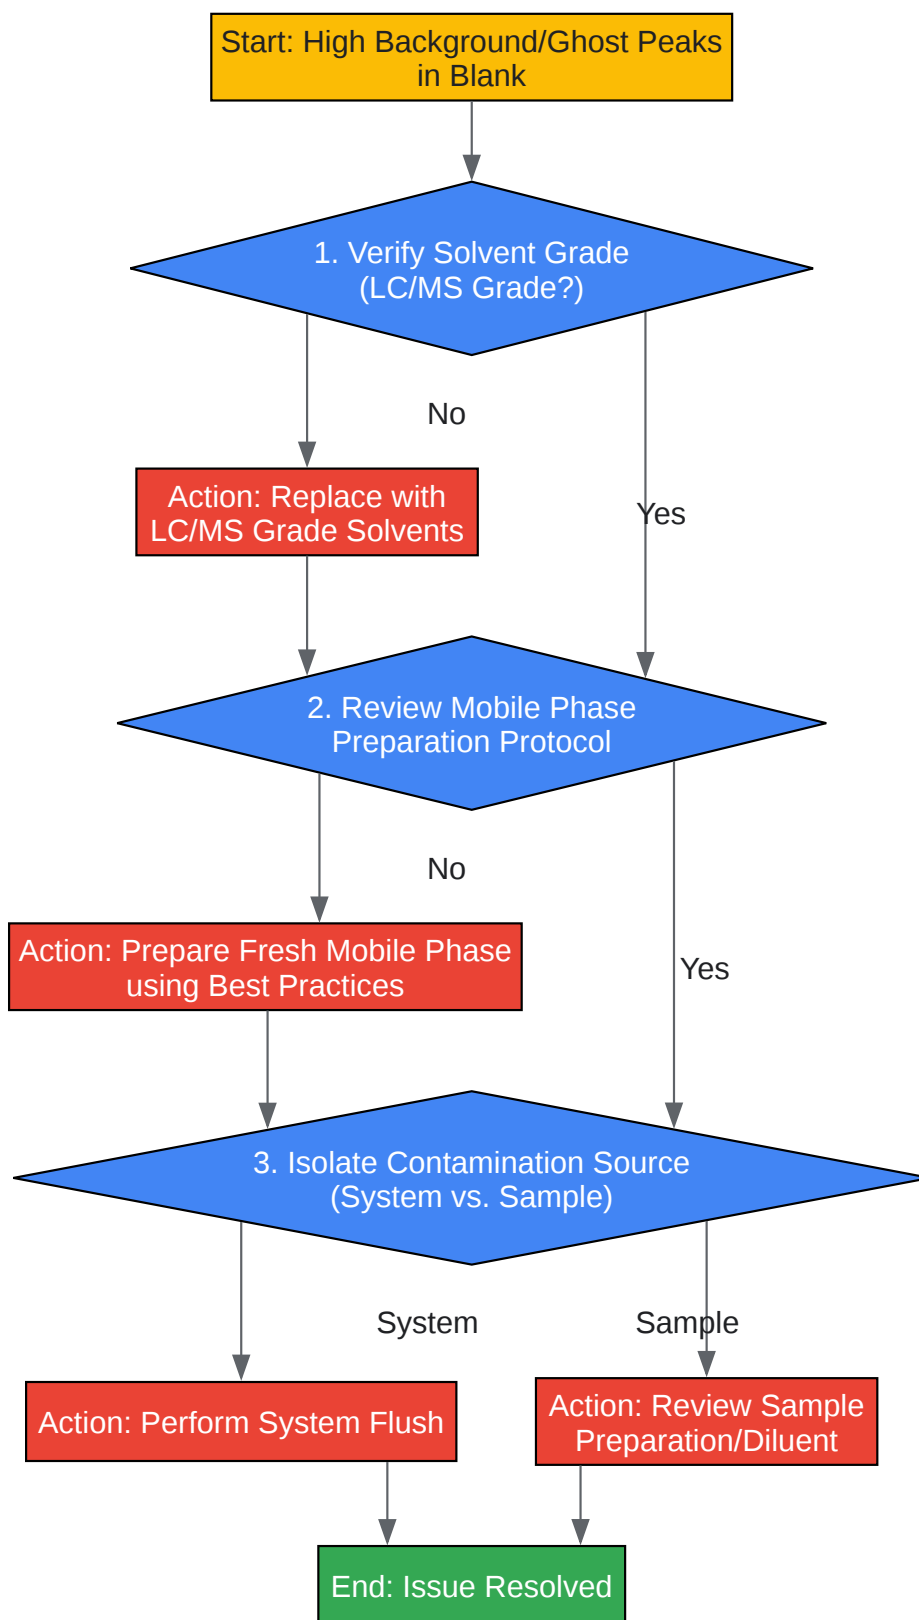 Start: High Background/Ghost Peaks
in Blank
1. Verify Solvent Grade
(LC/MS Grade?)
No
Action: Replace with
LC/MS Grade Solvents
Yes
2. Review Mobile Phase
Preparation Protocol
No
Action: Prepare Fresh Mobile Phase
using Best Practices
Yes
3. Isolate Contamination Source
(System vs. Sample)
System
Sample
Action: Perform System Flush
Action: Review Sample
Preparation/Diluent
End: Issue Resolved